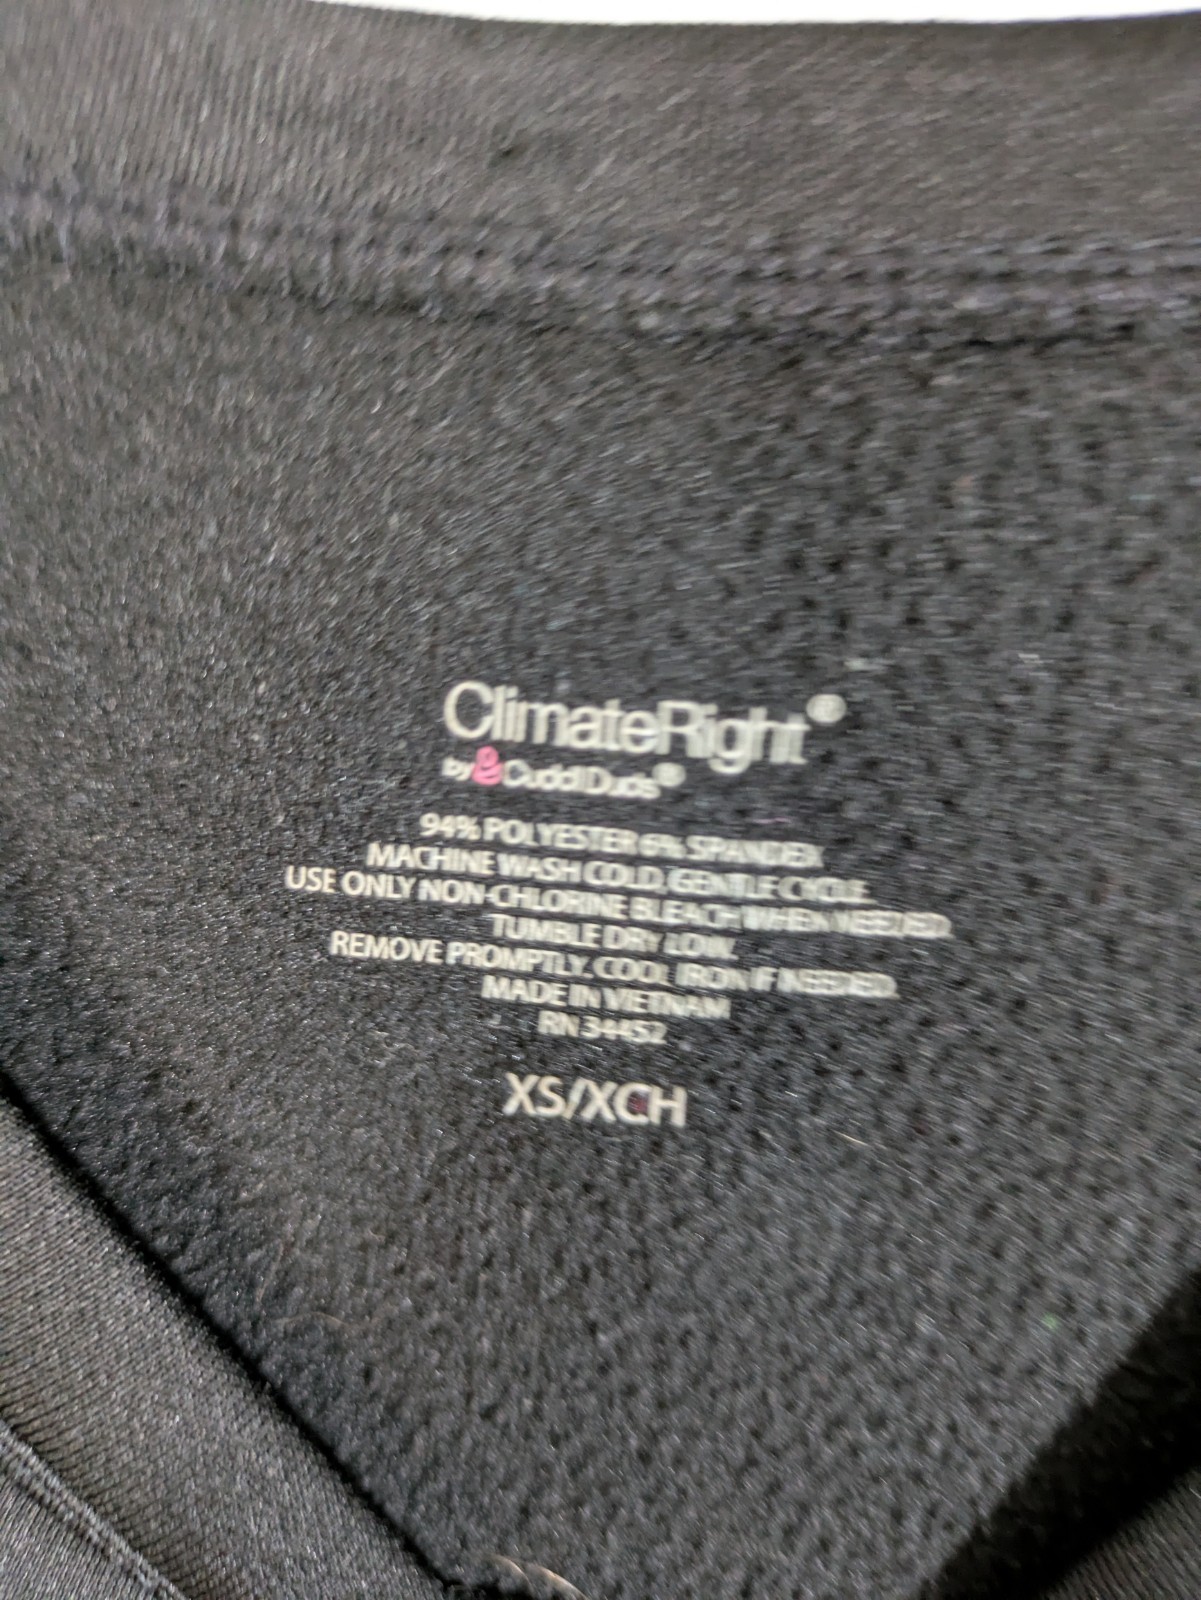 ClimateRight®
by CuddlDuds®
94% POLYESTER 6% SPANDEX
MACHINE WASH COLD, GENTLE CYCLE.
USE ONLY NON-CHLORINE BLEACH WHEN NEEDED.
TUMBLE DRY LOW.
REMOVE PROMPTLY. COOL IRON IF NEEDED.
MADE IN VIETNAM
RN 34452
XS/XCH